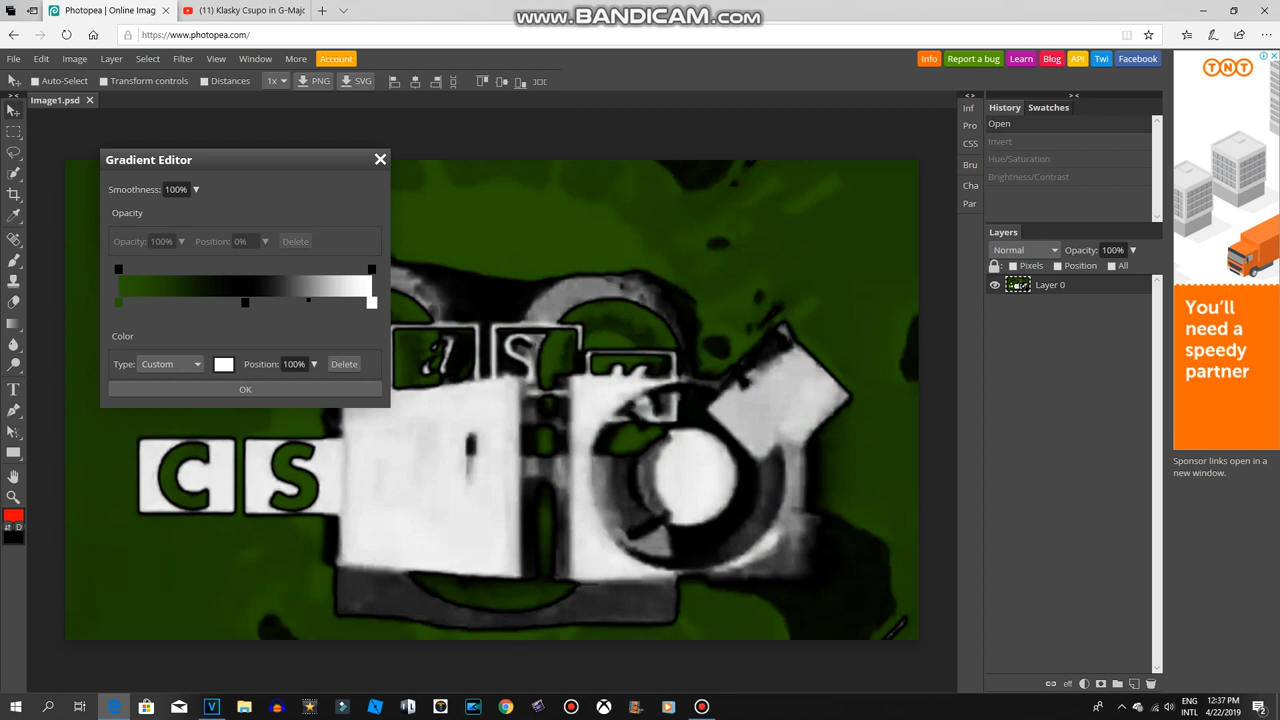 www.BANDICAM.com
Photopea | Online Imag
(11) Klasky Csupo in G-Majo
https://www.photopea.com/
File Edit Image Layer Select Filter View Window More Account
Info Report a bug Learn Blog API Twi Facebook
Auto-Select Transform controls Distances 1x PNG SVG
Image1.psd
Gradient Editor
Smoothness: 100%
Opacity
Opacity: 100% Position: 0% Delete
Color
Type: Custom Position: 100% Delete
OK
C S
Inf
Pro
CSS
Bru
Cha
Par
History Swatches
Open
Invert
Hue/Saturation
Brightness/Contrast
Layers
Normal Opacity: 100%
Pixels Position All
Layer 0
eff
D
TNT
You'll
need a
speedy
partner
Sponsor links open in a
new window.
ENG
INTL
12:37 PM
4/22/2019